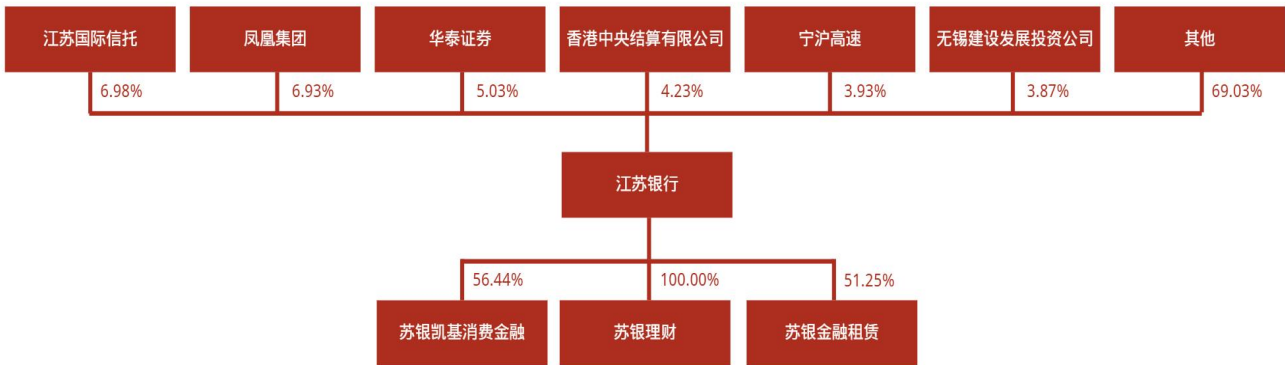 江苏国际信托
凤凰集团
华泰证券
香港中央结算有限公司
宁沪高速
无锡建设发展投资公司
其他
6.98%
6.93%
5.03%
4.23%
3.93%
3.87%
69.03%
江苏银行
56.44%
100.00%
51.25%
苏银凯基消费金融
苏银理财
苏银金融租赁